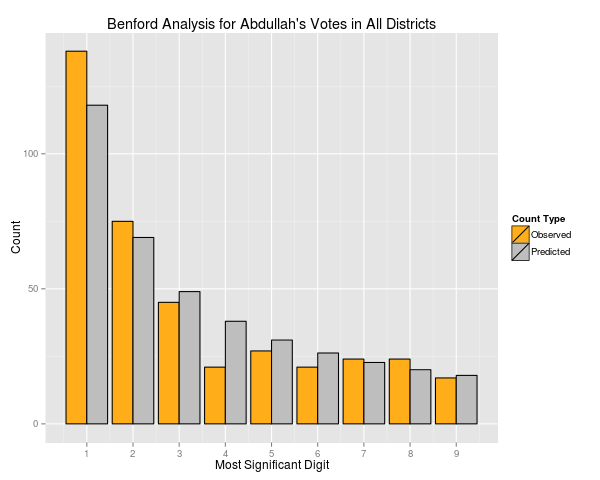 Benford Analysis for Abdullah's Votes in All Districts
Count
100
50
0
1 2 3 4 5 6 7 8 9
Most Significant Digit
Count Type
Observed
Predicted